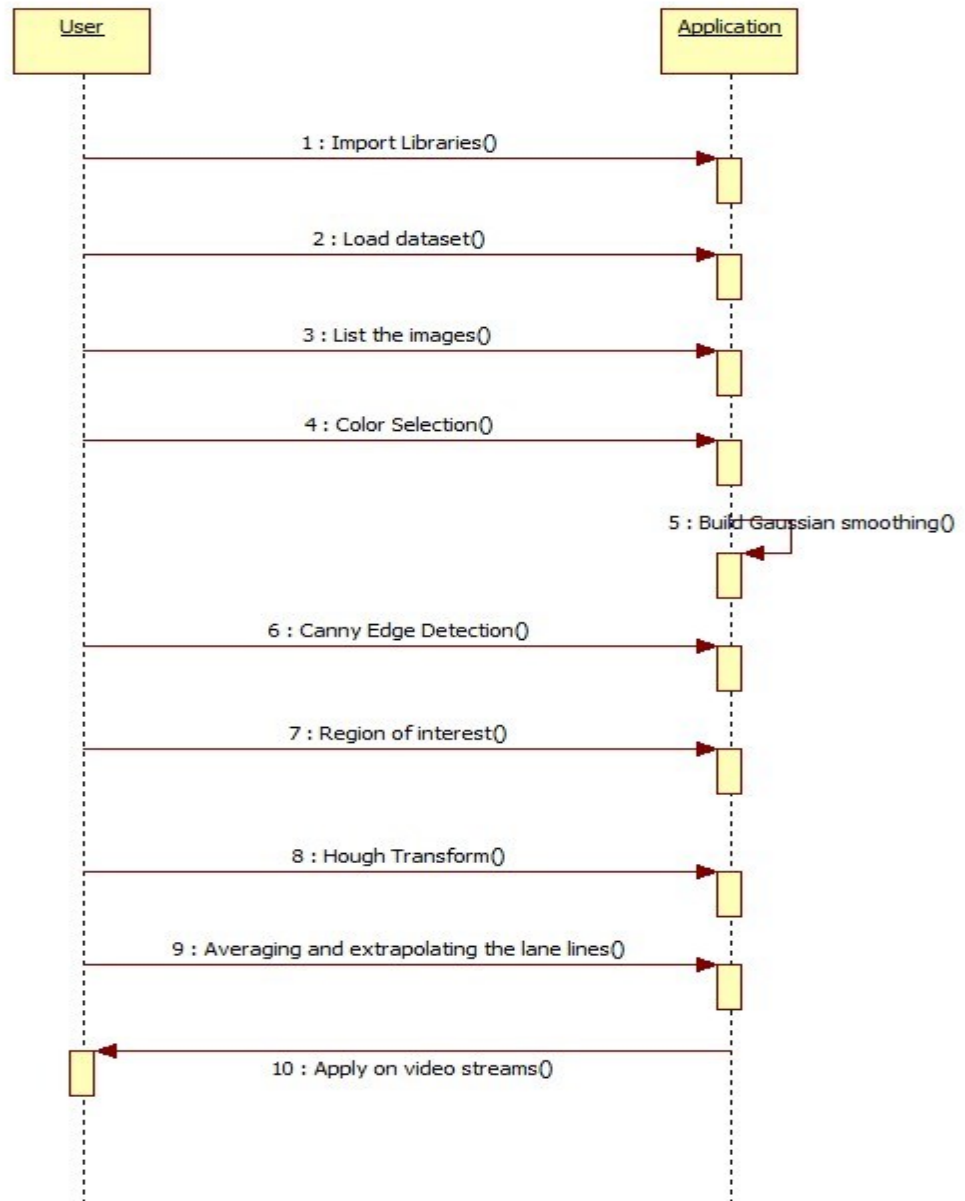 User
Application
1 : Import Libraries()
2 : Load dataset()
3 : List the images()
4 : Color Selection()
5 : Build Gaussian smoothing()
6 : Canny Edge Detection()
7 : Region of interest()
8 : Hough Transform()
9 : Averaging and extrapolating the lane lines()
10 : Apply on video streams()